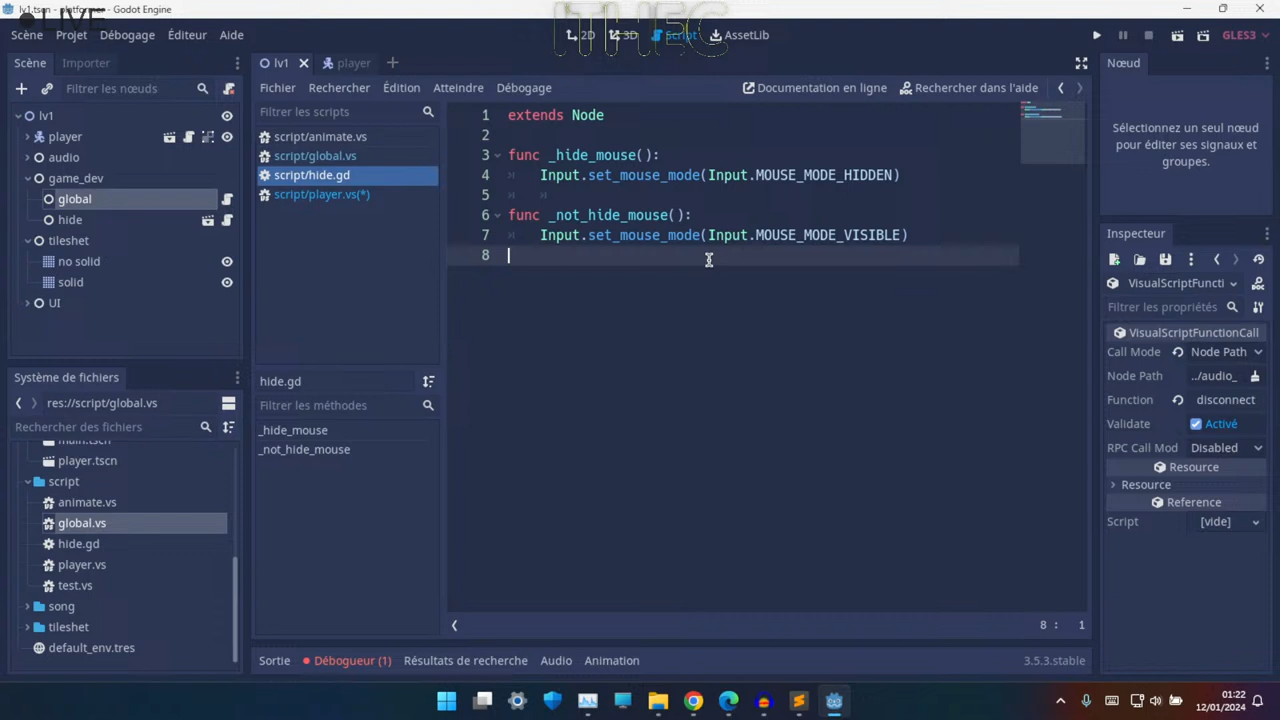 lv1.tscn - platformer - Godot Engine
LIVE
ITHEC
Scène Projet Débogage Éditeur Aide
2D 3D Script AssetLib
GLES3
Scène Importer
Filtrer les nœuds
lv1
player
audio
game_dev
global
hide
tileshet
no solid
solid
UI
Système de fichiers
res://script/global.vs
Rechercher des fichiers
main.tscn
player.tscn
script
animate.vs
global.vs
hide.gd
player.vs
test.vs
song
tileshet
default_env.tres
lv1 player
Fichier Rechercher Édition Atteindre Débogage
Documentation en ligne Rechercher dans l'aide
Filtrer les scripts
script/animate.vs
script/global.vs
script/hide.gd
script/player.vs(*)
hide.gd
Filtrer les méthodes
_hide_mouse
_not_hide_mouse
1 extends Node
2
3 func _hide_mouse():
4 Input.set_mouse_mode(Input.MOUSE_MODE_HIDDEN)
5
6 func _not_hide_mouse():
7 Input.set_mouse_mode(Input.MOUSE_MODE_VISIBLE)
8
8 : 1
Sortie Débogueur (1) Résultats de recherche Audio Animation
3.5.3.stable
Nœud
Sélectionnez un seul nœud
pour éditer ses signaux et
groupes.
Inspecteur
VisualScriptFuncti
Filtrer les propriétés
VisualScriptFunctionCall
Call Mode Node Path
Node Path ../audio_
Function disconnect
Validate Activé
RPC Call Mod Disabled
Resource
Resource
Reference
Script [vide]
01:22
12/01/2024